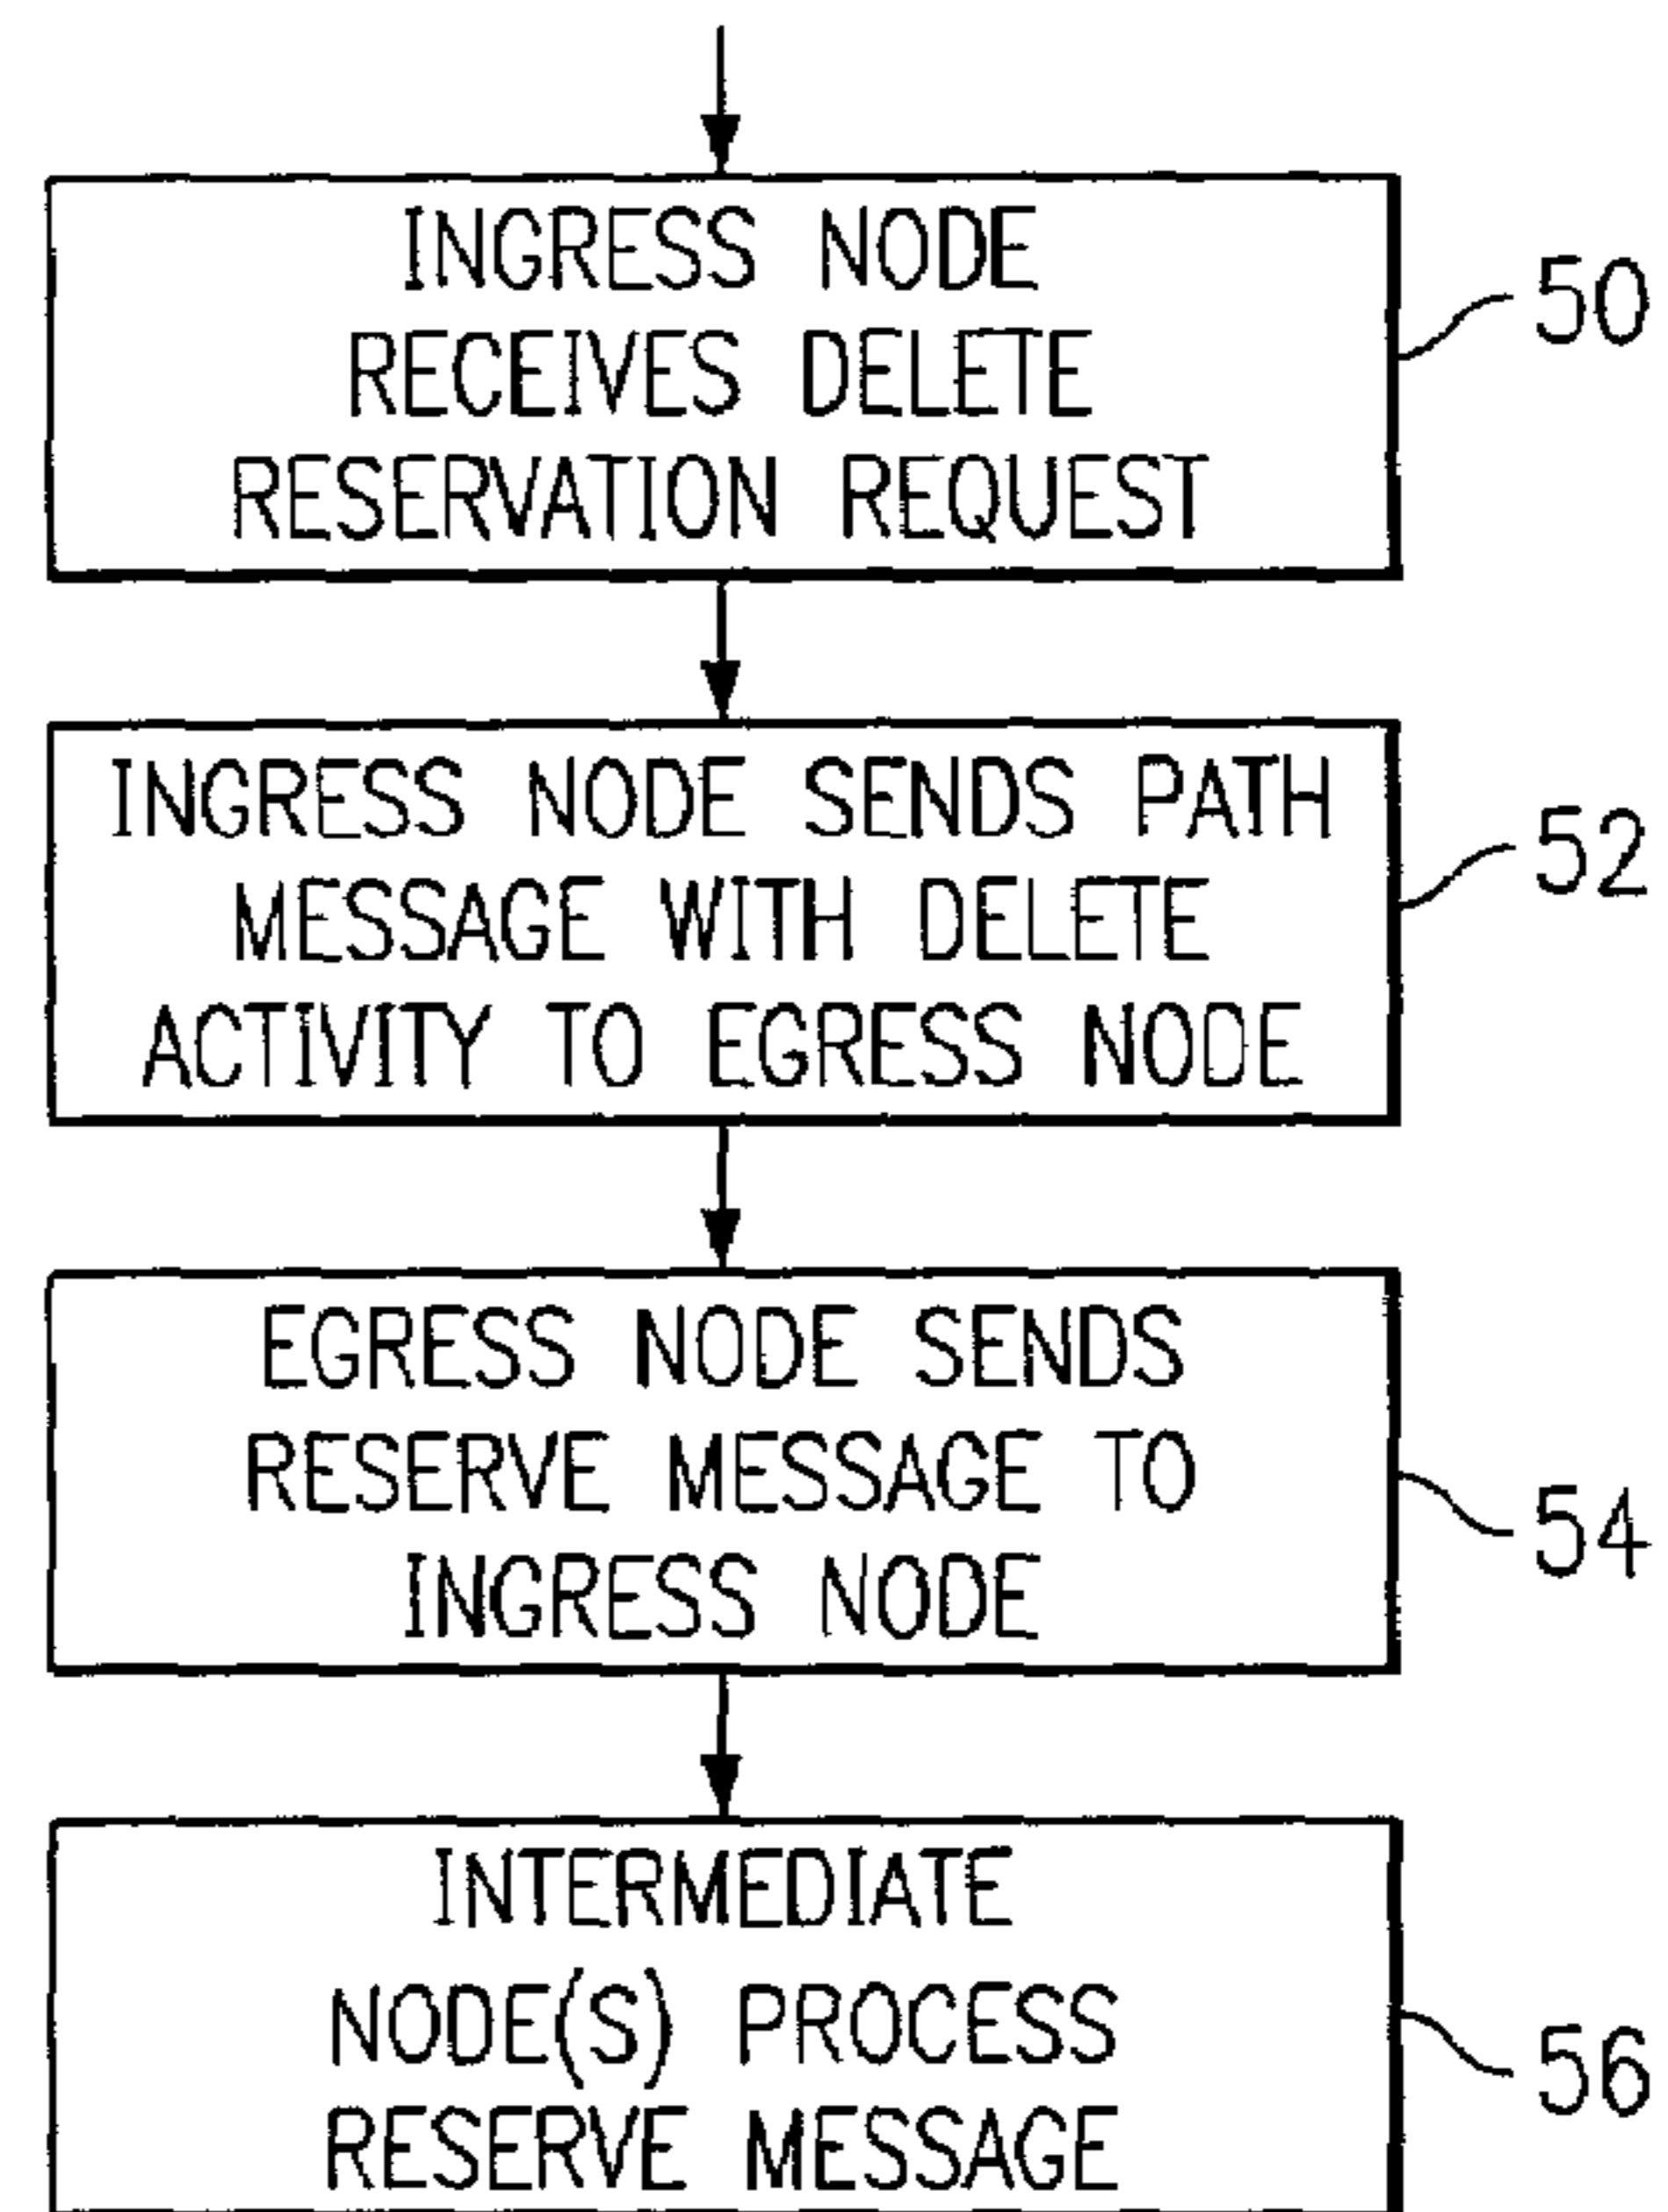 INGRESS NODE
RECEIVES DELETE
RESERVATION REQUEST
50
INGRESS NODE SENDS PATH
MESSAGE WITH DELETE
ACTIVITY TO EGRESS NODE
52
EGRESS NODE SENDS
RESERVE MESSAGE TO
INGRESS NODE
54
INTERMEDIATE
NODE(S) PROCESS
RESERVE MESSAGE
56